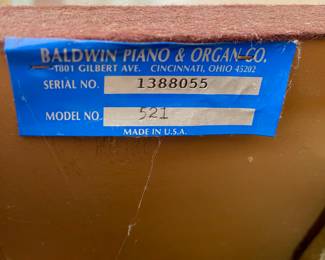 BALDWIN PIANO & ORGAN CO.
1801 GILBERT AVE. CINCINNATI, OHIO 45202
SERIAL NO. 1388055
MODEL NO. 521
MADE IN U.S.A.